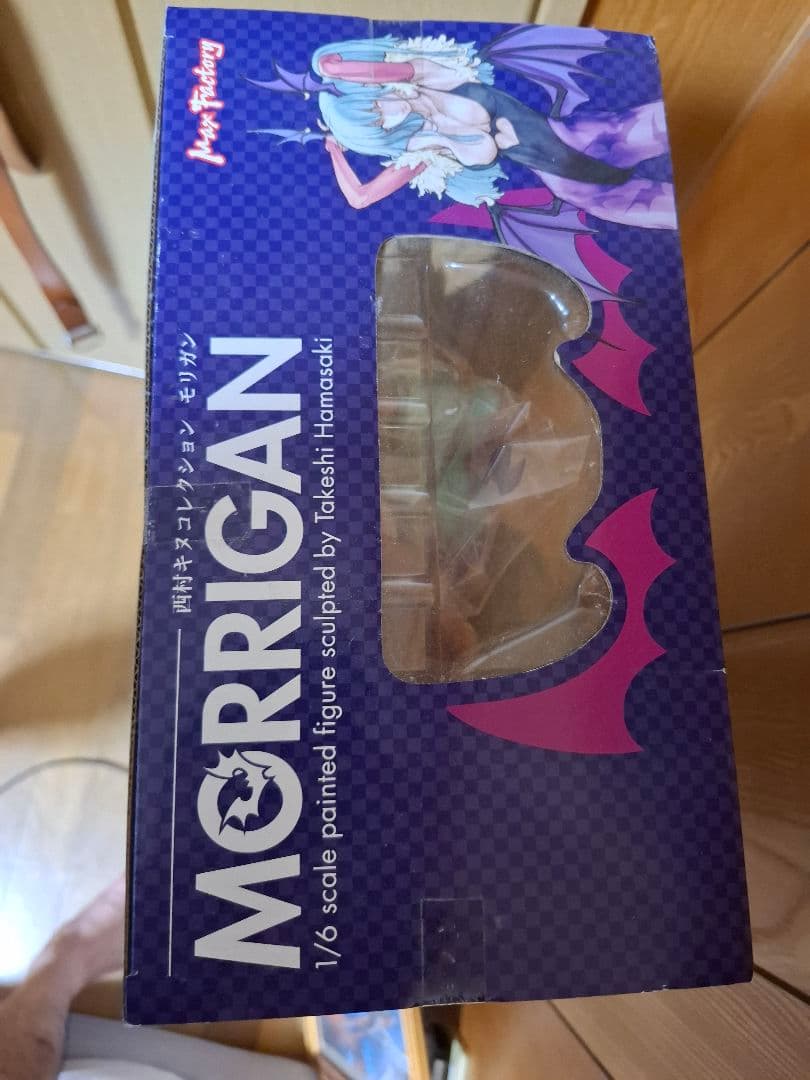 Max Factory
西村キヌコレクション モリガン
MORRIGAN
1/6 scale painted figure sculpted by Takeshi Hamasaki